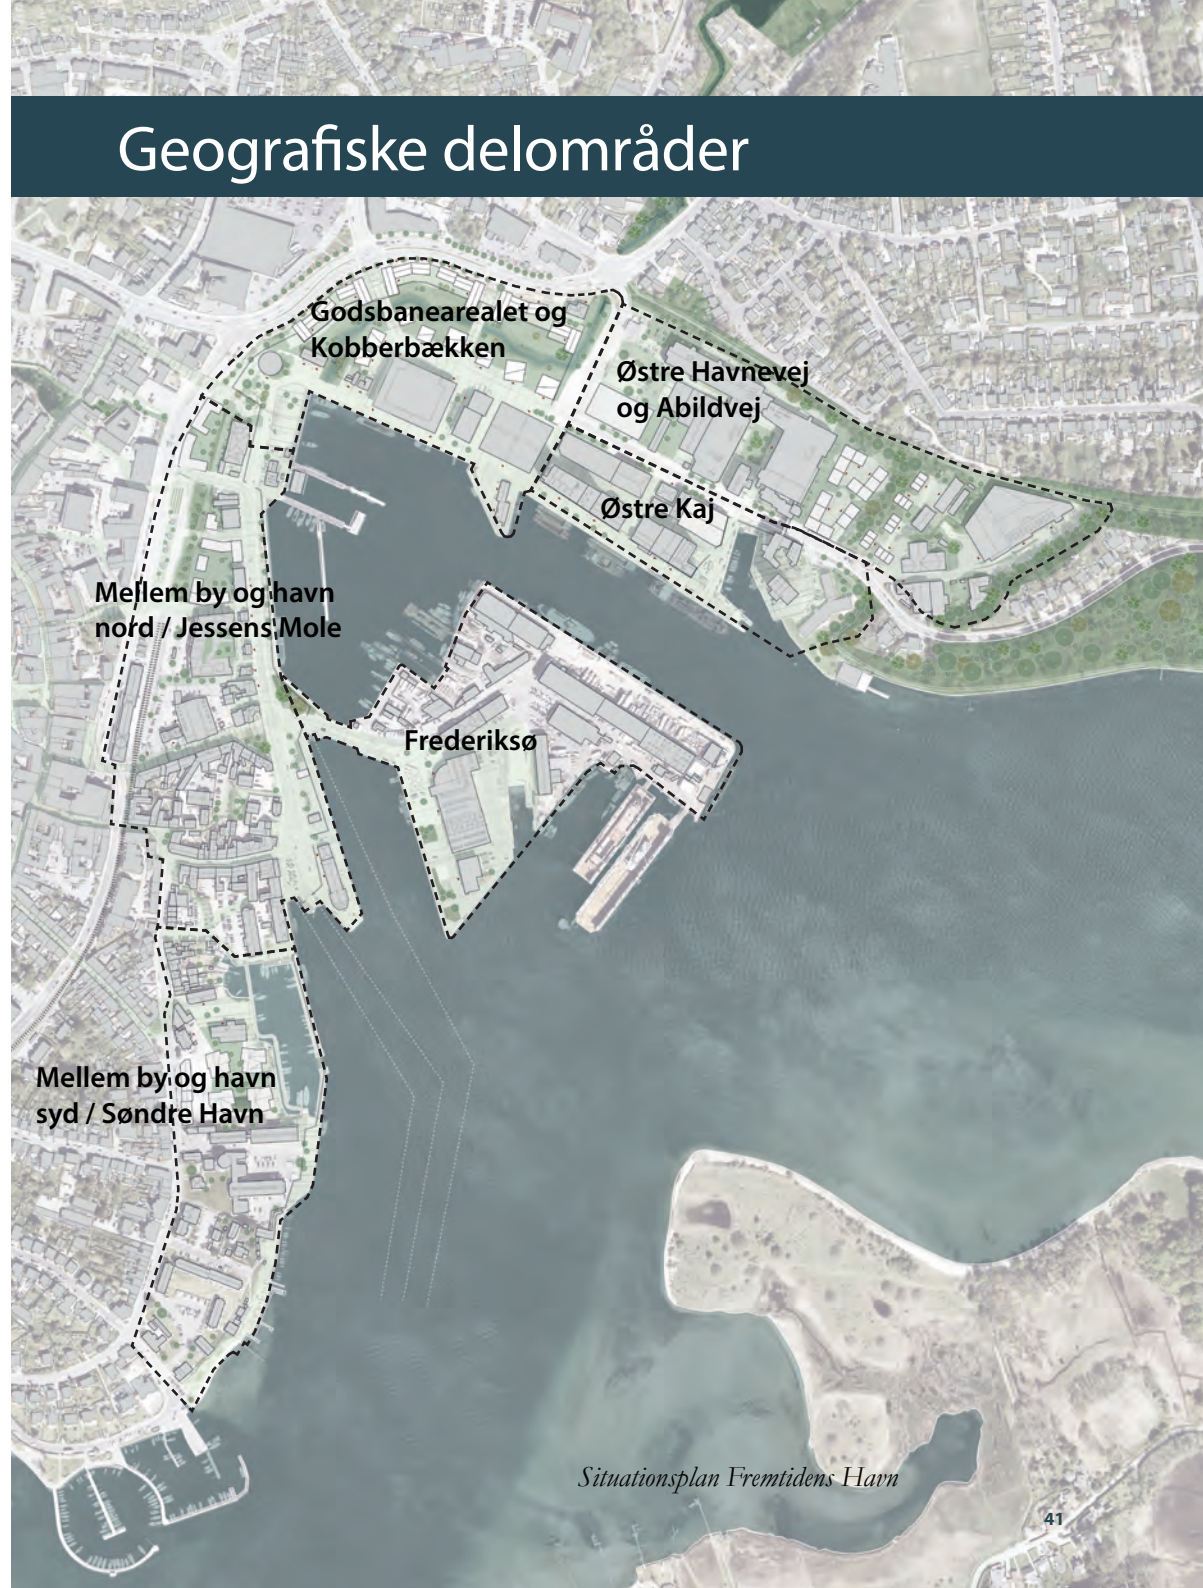 Geografiske delområder
Godsbanearealet og
Kobberbækken
Østre Havnevej
og Abildvej
Østre Kaj
Mellem by og havn
nord / Jessens Mole
Frederiksø
Mellem by og havn
syd / Søndre Havn
Situationsplan Fremtidens Havn
41